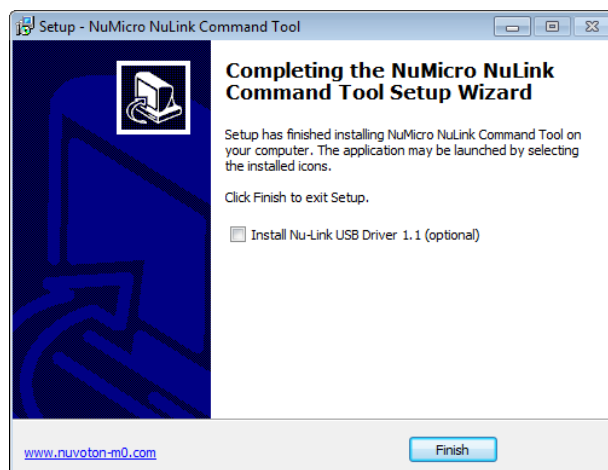 Setup - NuMicro NuLink Command Tool
Completing the NuMicro NuLink
Command Tool Setup Wizard
Setup has finished installing NuMicro NuLink Command Tool on
your computer. The application may be launched by selecting
the installed icons.
Click Finish to exit Setup.
Install Nu-Link USB Driver 1.1 (optional)
www.nuvoton-m0.com
Finish